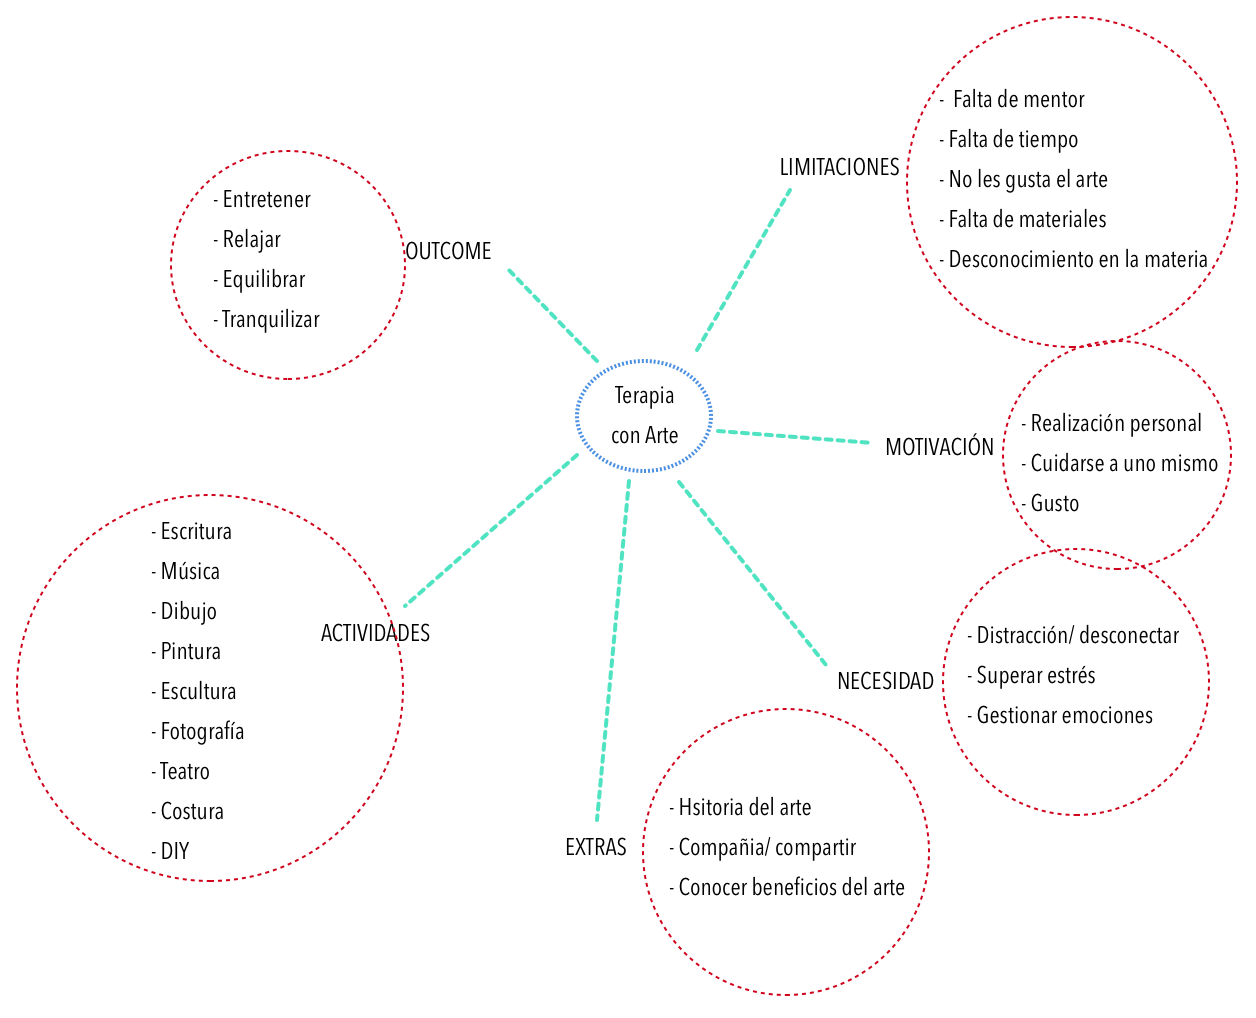 Terapia
con Arte
OUTCOME
- Entretener
- Relajar
- Equilibrar
- Tranquilizar
LIMITACIONES
- Falta de mentor
- Falta de tiempo
- No les gusta el arte
- Falta de materiales
- Desconocimiento en la materia
MOTIVACIÓN
- Realización personal
- Cuidarse a uno mismo
- Gusto
NECESIDAD
- Distracción/ desconectar
- Superar estrés
- Gestionar emociones
EXTRAS
- Hsitoria del arte
- Compañia/ compartir
- Conocer beneficios del arte
ACTIVIDADES
- Escritura
- Música
- Dibujo
- Pintura
- Escultura
- Fotografía
- Teatro
- Costura
- DIY